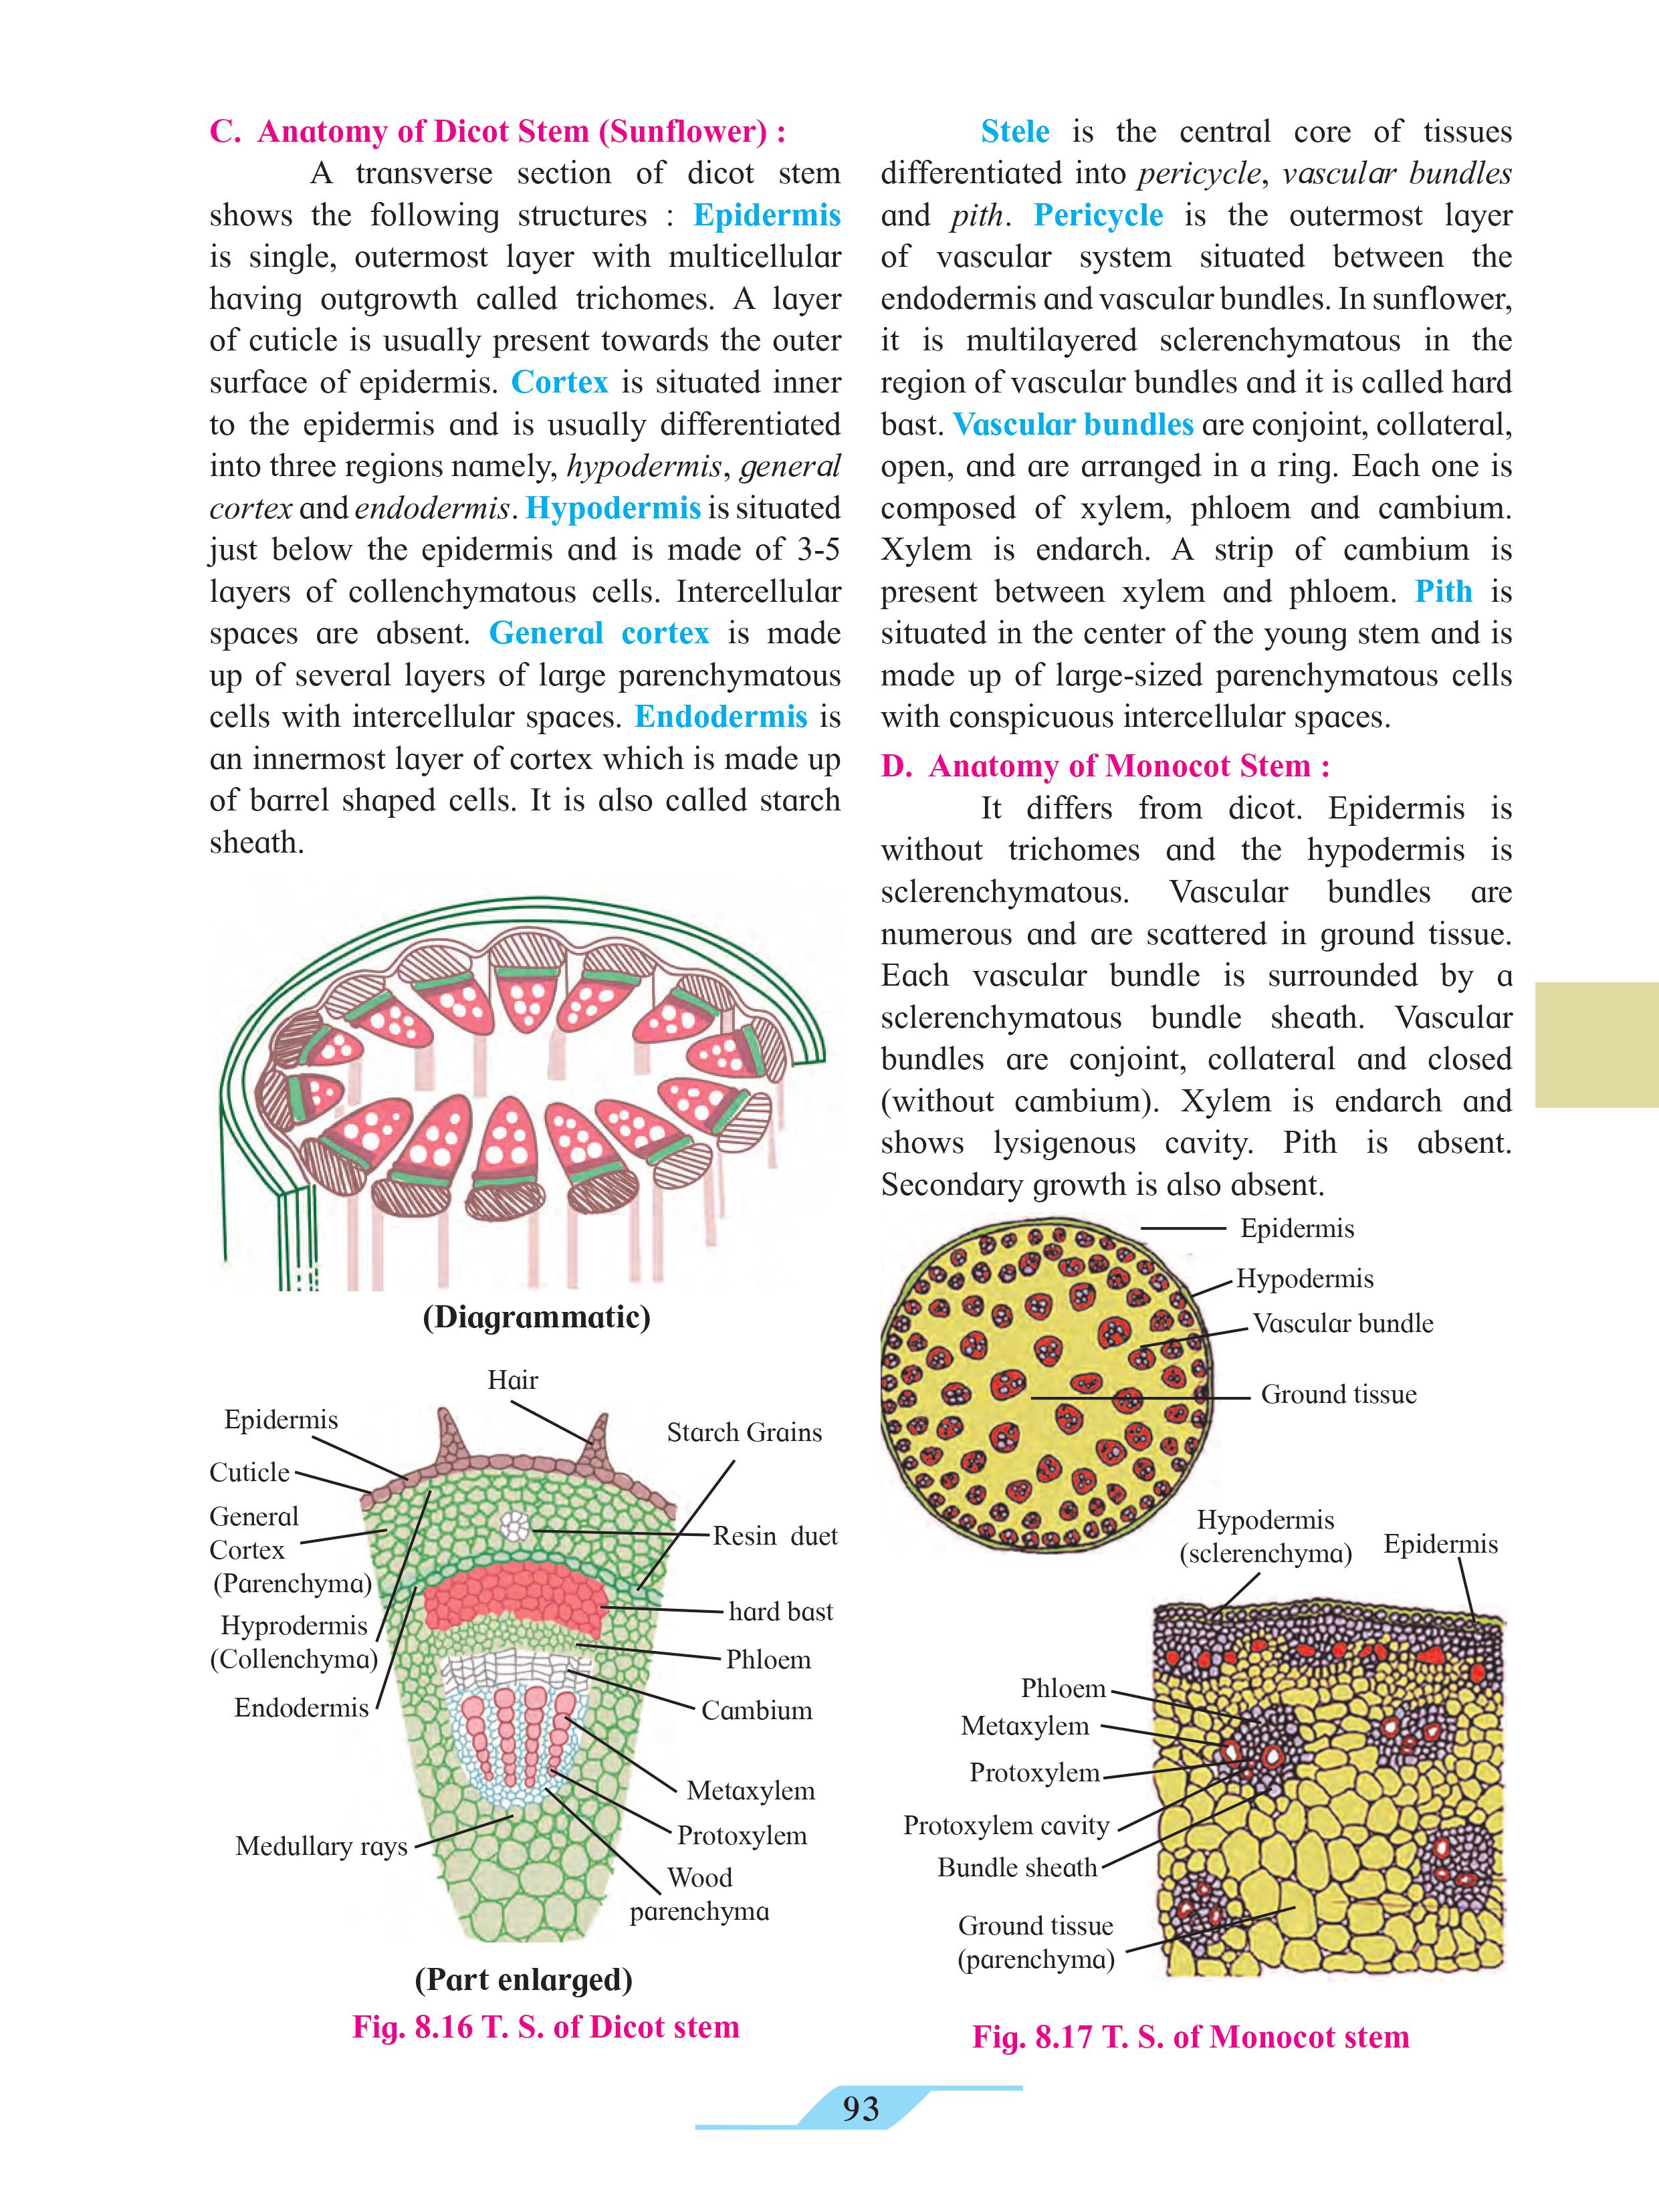 C. Anatomy of Dicot Stem (Sunflower) :
A transverse section of dicot stem
shows the following structures : Epidermis
is single, outermost layer with multicellular
having outgrowth called trichomes. A layer
of cuticle is usually present towards the outer
surface of epidermis. Cortex is situated inner
to the epidermis and is usually differentiated
into three regions namely, hypodermis, general
cortex and endodermis. Hypodermis is situated
just below the epidermis and is made of 3-5
layers of collenchymatous cells. Intercellular
spaces are absent. General cortex is made
up of several layers of large parenchymatous
cells with intercellular spaces. Endodermis is
an innermost layer of cortex which is made up
of barrel shaped cells. It is also called starch
sheath.
(Diagrammatic)
Hair
Epidermis
Starch Grains
Cuticle
General
Cortex
(Parenchyma)
Resin duet
Hyprodermis
(Collenchyma)
hard bast
Phloem
Endodermis
Cambium
Metaxylem
Protoxylem
Medullary rays
Wood
parenchyma
(Part enlarged)
Fig. 8.16 T. S. of Dicot stem
Stele is the central core of tissues
differentiated into pericycle, vascular bundles
and pith. Pericycle is the outermost layer
of vascular system situated between the
endodermis and vascular bundles. In sunflower,
it is multilayered sclerenchymatous in the
region of vascular bundles and it is called hard
bast. Vascular bundles are conjoint, collateral,
open, and are arranged in a ring. Each one is
composed of xylem, phloem and cambium.
Xylem is endarch. A strip of cambium is
present between xylem and phloem. Pith is
situated in the center of the young stem and is
made up of large-sized parenchymatous cells
with conspicuous intercellular spaces.
D. Anatomy of Monocot Stem :
It differs from dicot. Epidermis is
without trichomes and the hypodermis is
sclerenchymatous. Vascular bundles are
numerous and are scattered in ground tissue.
Each vascular bundle is surrounded by a
sclerenchymatous bundle sheath. Vascular
bundles are conjoint, collateral and closed
(without cambium). Xylem is endarch and
shows lysigenous cavity. Pith is absent.
Secondary growth is also absent.
Epidermis
Hypodermis
Vascular bundle
Ground tissue
Hypodermis
(sclerenchyma)
Epidermis
Phloem
Metaxylem
Protoxylem
Protoxylem cavity
Bundle sheath
Ground tissue
(parenchyma)
Fig. 8.17 T. S. of Monocot stem
93